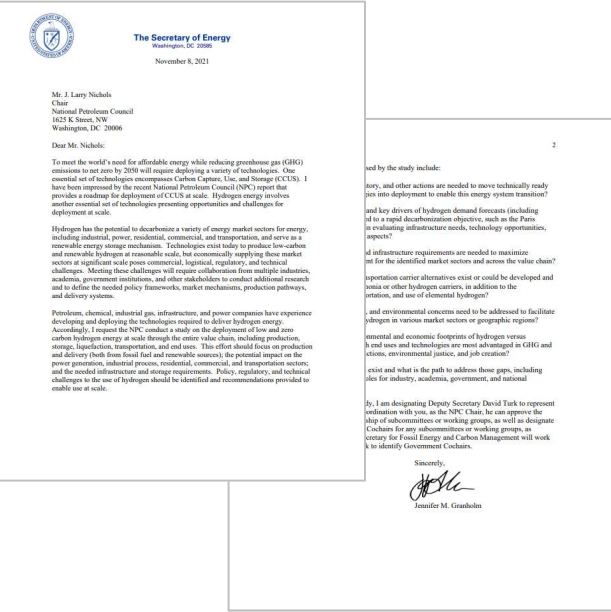 The Secretary of Energy
Washington, DC 20585
November 8, 2021
Mr. J. Larry Nichols
Chair
National Petroleum Council
1625 K Street, NW
Washington, DC 20006
Dear Mr. Nichols:
To meet the world's need for affordable energy while reducing greenhouse gas (GHG)
emissions to net zero by 2050 will require deploying a variety of technologies. One
essential set of technologies encompasses Carbon Capture, Use, and Storage (CCUS). I
have been impressed by the recent National Petroleum Council (NPC) report that
provides a roadmap for deployment of CCUS at scale. Hydrogen energy involves
another essential set of technologies presenting opportunities and challenges for
deployment at scale.
Hydrogen has the potential to decarbonize a variety of energy market sectors for energy,
including industrial, power, residential, commercial, and transportation, and serve as a
renewable energy storage mechanism. Technologies exist today to produce low-carbon
and renewable hydrogen at reasonable scale, but economically supplying these market
sectors at significant scale poses commercial, logistical, regulatory, and technical
challenges. Meeting these challenges will require collaboration from multiple industries,
academia, government institutions, and other stakeholders to conduct additional research
and to define the needed policy frameworks, market mechanisms, production pathways,
and delivery systems.
Petroleum, chemical, industrial gas, infrastructure, and power companies have experience
developing and deploying the technologies required to deliver hydrogen energy.
Accordingly, I request the NPC conduct a study on the deployment of low and zero
carbon hydrogen energy at scale through the entire value chain, including production,
storage, liquefaction, transportation, and end uses. This effort should focus on production
and delivery (both from fossil fuel and renewable sources); the potential impact on the
power generation, industrial process, residential, commercial, and transportation sectors;
and the needed infrastructure and storage requirements. Policy, regulatory, and technical
challenges to the use of hydrogen should be identified and recommendations provided to
enable use at scale.
2
sed by the study include:
tory, and other actions are needed to move technically ready
gies into deployment to enable this energy system transition?
and key drivers of hydrogen demand forecasts (including
ed to a rapid decarbonization objective, such as the Paris
n evaluating infrastructure needs, technology opportunities,
aspects?
d infrastructure requirements are needed to maximize
ent for the identified market sectors and across the value chain?
nsportation carrier alternatives exist or could be developed and
onia or other hydrogen carriers, in addition to the
ortation, and use of elemental hydrogen?
, and environmental concerns need to be addressed to facilitate
ydrogen in various market sectors or geographic regions?
nmental and economic footprints of hydrogen versus
h end uses and technologies are most advantaged in GHG and
ctions, environmental justice, and job creation?
exist and what is the path to address those gaps, including
oles for industry, academia, government, and national
dy, I am designating Deputy Secretary David Turk to represent
ordination with you, as the NPC Chair, he can approve the
ship of subcommittees or working groups, as well as designate
Cochairs for any subcommittees or working groups, as
cretary for Fossil Energy and Carbon Management will work
k to identify Government Cochairs.
Sincerely,
Jennifer M. Granholm